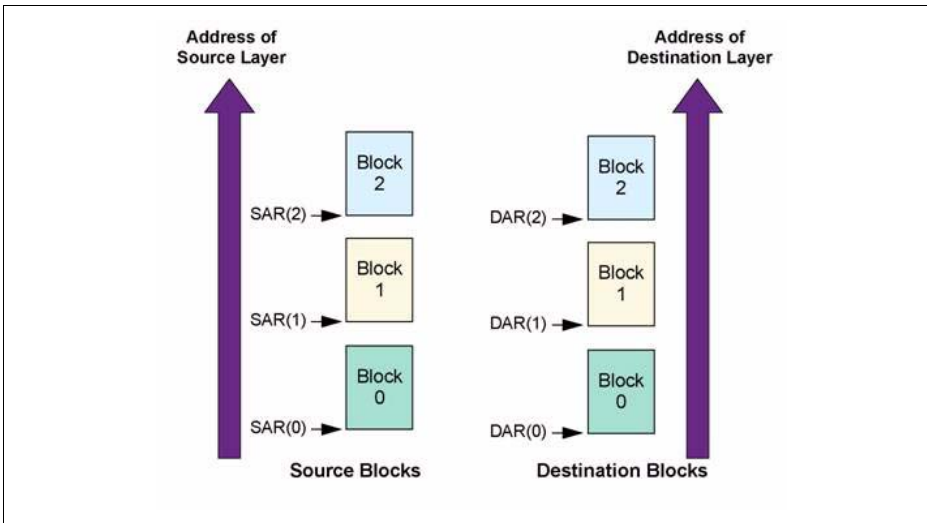 Address of
Source Layer
Address of
Destination Layer
Block
2
SAR(2)
Block
1
SAR(1)
Block
0
SAR(0)
Source Blocks
Block
2
DAR(2)
Block
1
DAR(1)
Block
0
DAR(0)
Destination Blocks